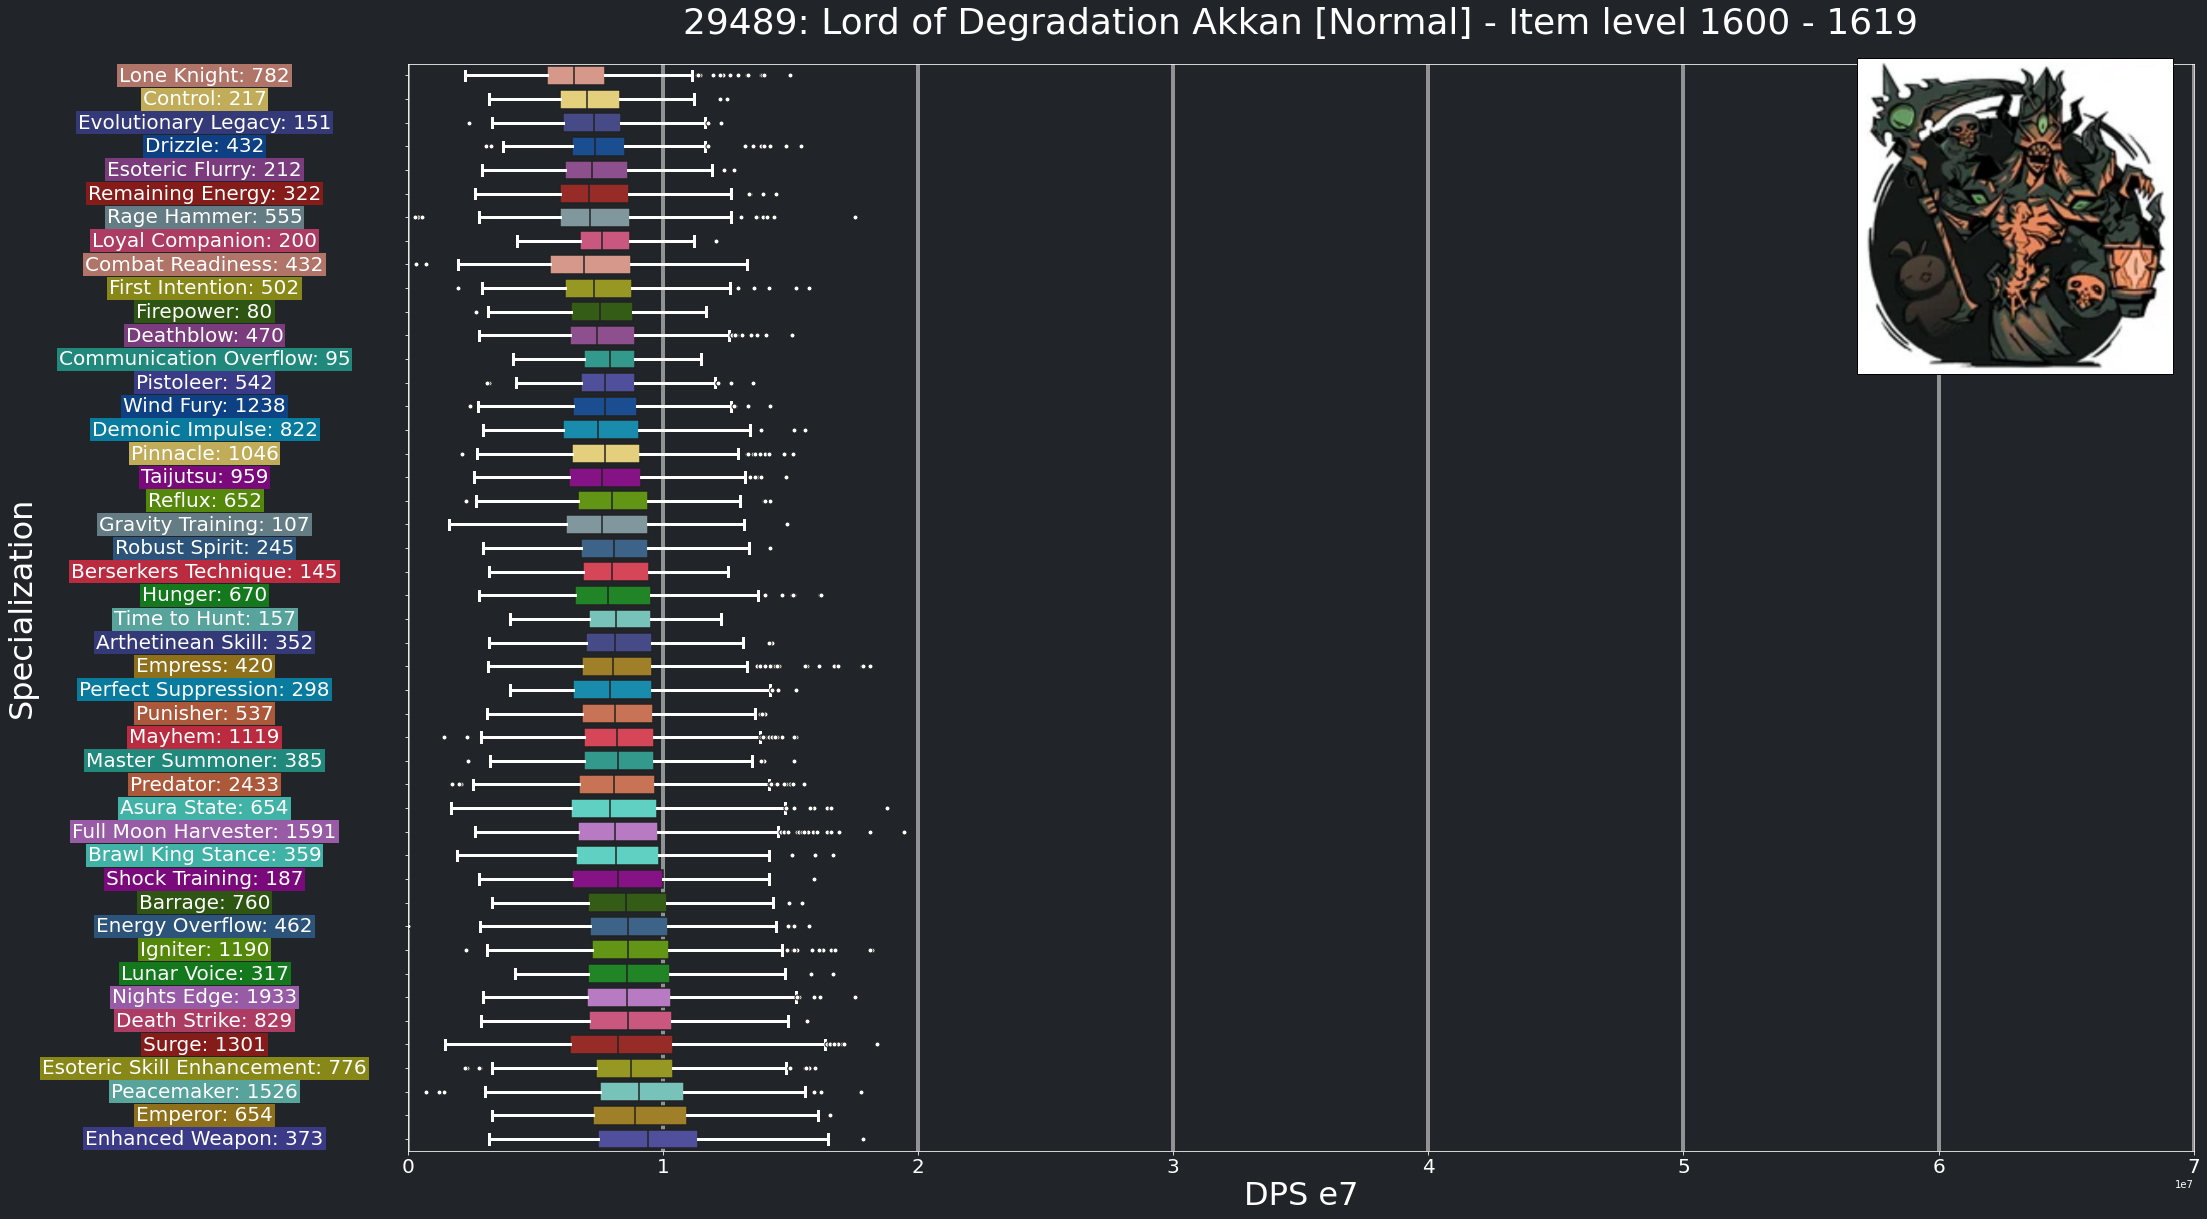 29489: Lord of Degradation Akkan [Normal] - Item level 1600 - 1619
Specialization
Lone Knight: 782
Control: 217
Evolutionary Legacy: 151
Drizzle: 432
Esoteric Flurry: 212
Remaining Energy: 322
Rage Hammer: 555
Loyal Companion: 200
Combat Readiness: 432
First Intention: 502
Firepower: 80
Deathblow: 470
Communication Overflow: 95
Pistoleer: 542
Wind Fury: 1238
Demonic Impulse: 822
Pinnacle: 1046
Taijutsu: 959
Reflux: 652
Gravity Training: 107
Robust Spirit: 245
Berserkers Technique: 145
Hunger: 670
Time to Hunt: 157
Arthetinean Skill: 352
Empress: 420
Perfect Suppression: 298
Punisher: 537
Mayhem: 1119
Master Summoner: 385
Predator: 2433
Asura State: 654
Full Moon Harvester: 1591
Brawl King Stance: 359
Shock Training: 187
Barrage: 760
Energy Overflow: 462
Igniter: 1190
Lunar Voice: 317
Nights Edge: 1933
Death Strike: 829
Surge: 1301
Esoteric Skill Enhancement: 776
Peacemaker: 1526
Emperor: 654
Enhanced Weapon: 373
0 1 2 3 4 5 6 7
1e7
DPS e7